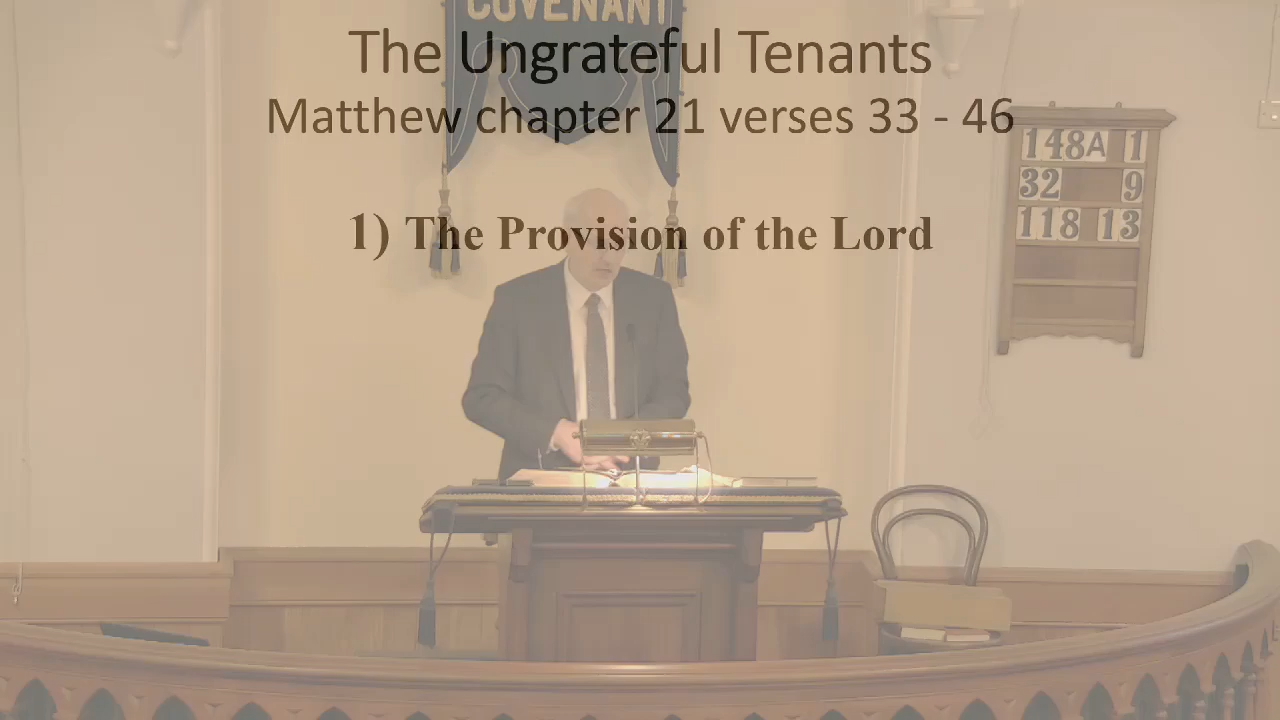 COVENANT
The Ungrateful Tenants
Matthew chapter 21 verses 33 - 46
1) The Provision of the Lord
148A 1
32 9
118 13